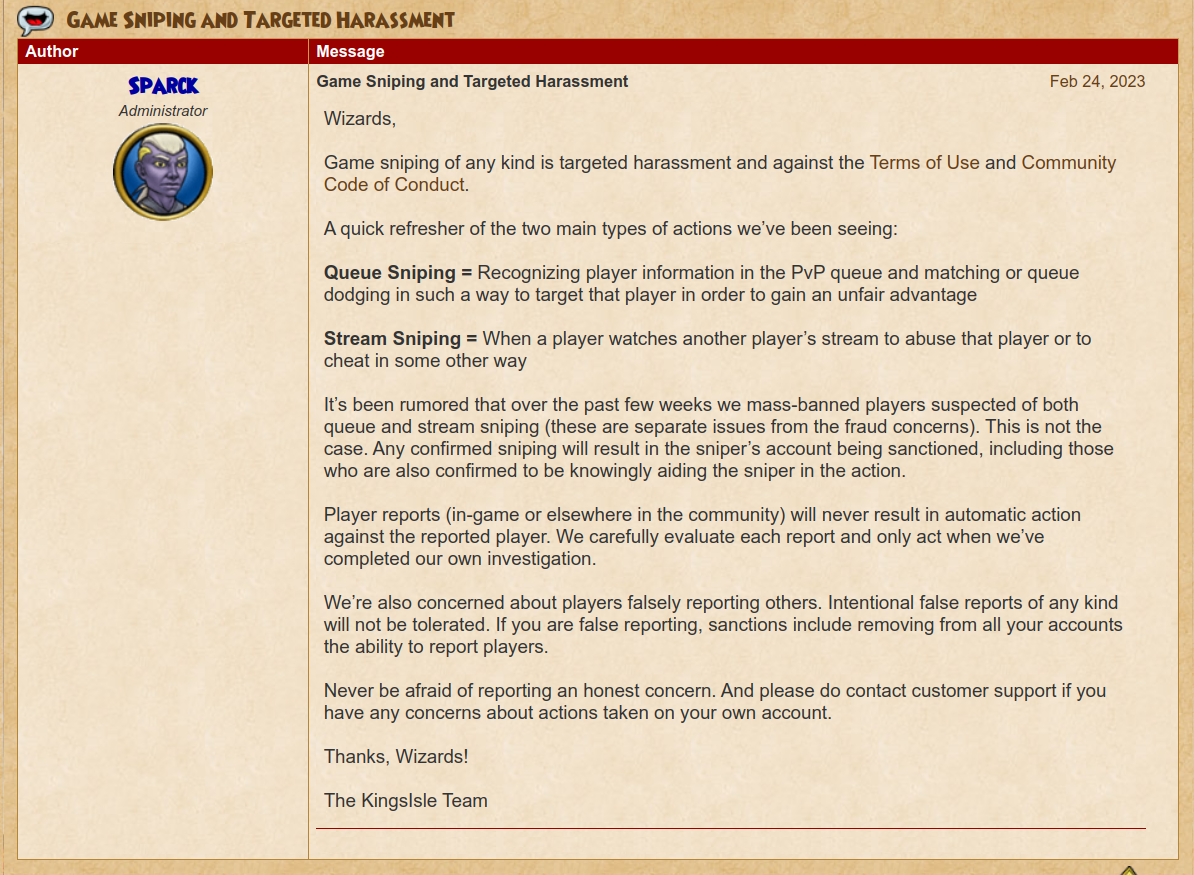 Game Sniping and Targeted Harassment
Author
Message
SPARCK
Administrator
Game Sniping and Targeted Harassment
Feb 24, 2023
Wizards,
Game sniping of any kind is targeted harassment and against the Terms of Use and Community
Code of Conduct.
A quick refresher of the two main types of actions we’ve been seeing:
Queue Sniping = Recognizing player information in the PvP queue and matching or queue
dodging in such a way to target that player in order to gain an unfair advantage
Stream Sniping = When a player watches another player’s stream to abuse that player or to
cheat in some other way
It’s been rumored that over the past few weeks we mass-banned players suspected of both
queue and stream sniping (these are separate issues from the fraud concerns). This is not the
case. Any confirmed sniping will result in the sniper’s account being sanctioned, including those
who are also confirmed to be knowingly aiding the sniper in the action.
Player reports (in-game or elsewhere in the community) will never result in automatic action
against the reported player. We carefully evaluate each report and only act when we’ve
completed our own investigation.
We’re also concerned about players falsely reporting others. Intentional false reports of any kind
will not be tolerated. If you are false reporting, sanctions include removing from all your accounts
the ability to report players.
Never be afraid of reporting an honest concern. And please do contact customer support if you
have any concerns about actions taken on your own account.
Thanks, Wizards!
The KingsIsle Team